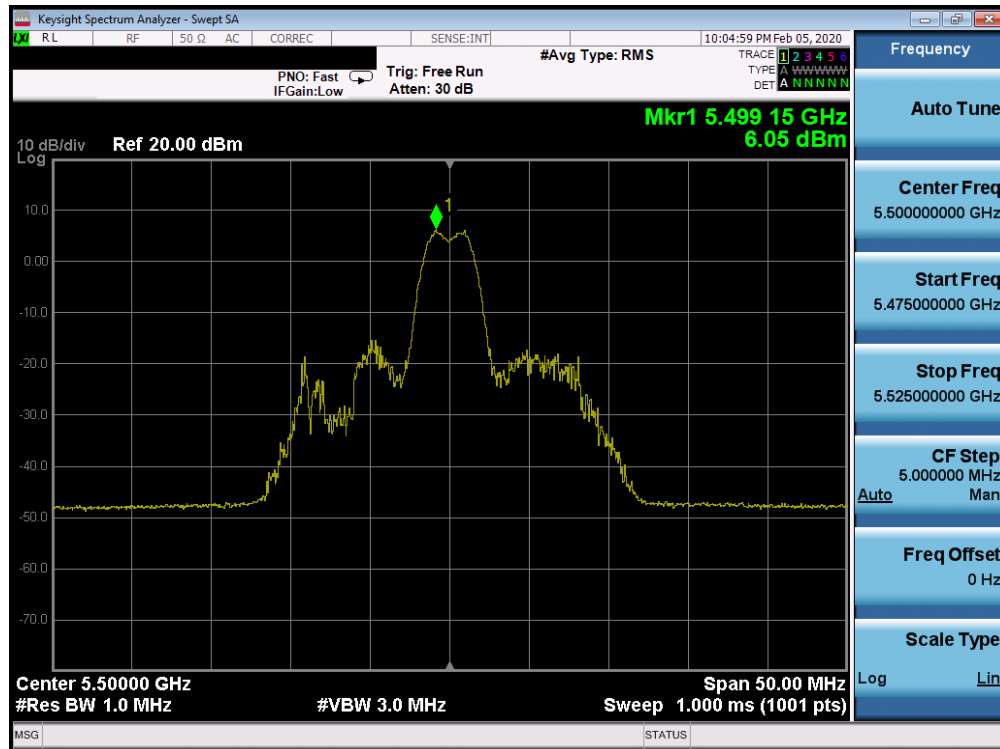 Keysight Spectrum Analyzer - Swept SA
LXI RL RF 50 Ω AC CORREC SENSE:INT 10:04:59 PM Feb 05, 2020
#Avg Type: RMS
TRACE 1 2 3 4 5 6
PNO: Fast Trig: Free Run TYPE A WWWWW
IFGain:Low Atten: 30 dB DET A N N N N N
Mkr1 5.499 15 GHz
6.05 dBm
10 dB/div Ref 20.00 dBm
Log
1
10.0
0.00
-10.0
-20.0
-30.0
-40.0
-50.0
-60.0
-70.0
Center 5.50000 GHz Span 50.00 MHz
#Res BW 1.0 MHz #VBW 3.0 MHz Sweep 1.000 ms (1001 pts)
MSG STATUS
Frequency
Auto Tune
Center Freq
5.500000000 GHz
Start Freq
5.475000000 GHz
Stop Freq
5.525000000 GHz
CF Step
5.000000 MHz
Auto Man
Freq Offset
0 Hz
Scale Type
Log Lin